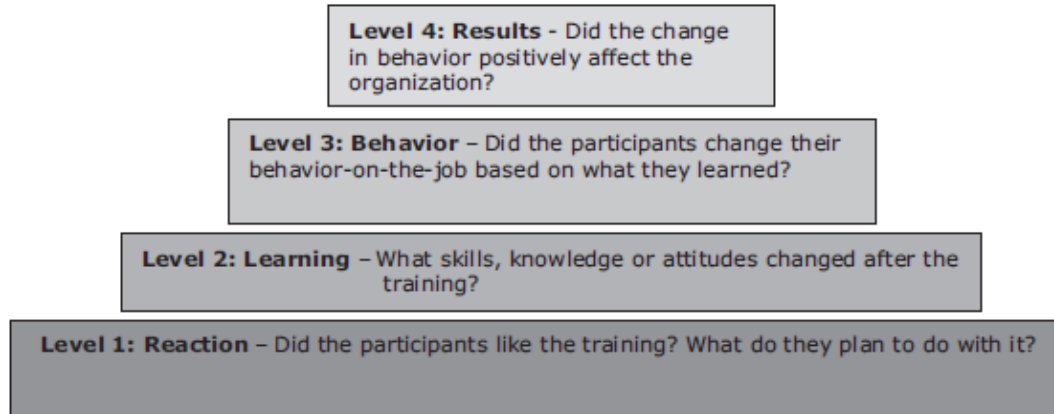 Level 4: Results - Did the change
in behavior positively affect the
organization?
Level 3: Behavior – Did the participants change their
behavior-on-the-job based on what they learned?
Level 2: Learning – What skills, knowledge or attitudes changed after the
training?
Level 1: Reaction – Did the participants like the training? What do they plan to do with it?